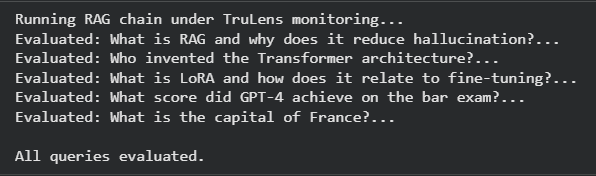 Running RAG chain under TruLens monitoring...
Evaluated: What is RAG and why does it reduce hallucination?...
Evaluated: Who invented the Transformer architecture?...
Evaluated: What is LoRA and how does it relate to fine-tuning?...
Evaluated: What score did GPT-4 achieve on the bar exam?...
Evaluated: What is the capital of France?...
All queries evaluated.